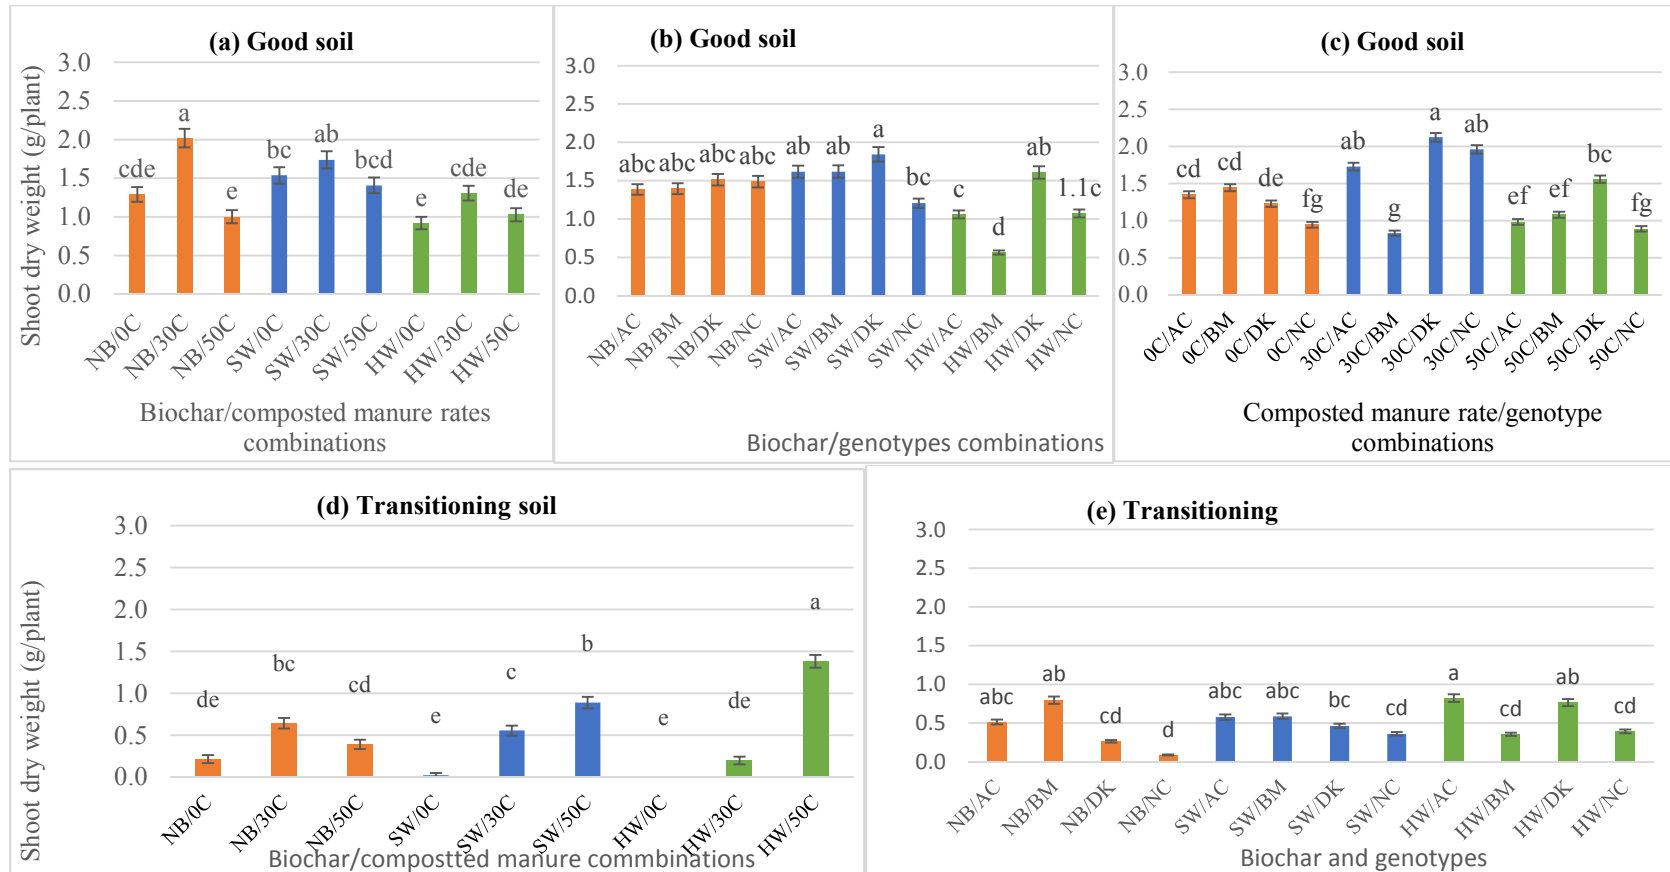 (a) Good soil
Shoot dry weight (g/plant)
3.0
2.5
2.0
1.5
1.0
0.5
0.0
cde
a
e
bc
ab
bcd
e
cde
de
NB/0C
NB/30C
NB/50C
SW/0C
SW/30C
SW/50C
HW/0C
HW/30C
HW/50C
Biochar/composted manure rates
combinations
(b) Good soil
3.0
2.5
2.0
1.5
1.0
0.5
0.0
abc
abc
abc
abc
ab
ab
a
bc
c
d
ab
1.1c
NB/AC
NB/BM
NB/DK
NB/NC
SW/AC
SW/BM
SW/DK
SW/NC
HW/AC
HW/BM
HW/DK
HW/NC
Biochar/genotypes combinations
(c) Good soil
3.0
2.5
2.0
1.5
1.0
0.5
0.0
cd
cd
de
fg
ab
g
a
ab
ef
ef
bc
fg
0C/AC
0C/BM
0C/DK
0C/NC
30C/AC
30C/BM
30C/DK
30C/NC
50C/AC
50C/BM
50C/DK
50C/NC
Composted manure rate/genotype
combinations
(d) Transitioning soil
Shoot dry weight (g/plant)
3.0
2.5
2.0
1.5
1.0
0.5
0.0
de
bc
cd
e
c
b
e
de
a
NB/0C
NB/30C
NB/50C
SW/0C
SW/30C
SW/50C
HW/0C
HW/30C
HW/50C
Biochar/compostted manure commbinations
(e) Transitioning
3.0
2.5
2.0
1.5
1.0
0.5
0.0
abc
ab
cd
d
abc
abc
bc
cd
a
cd
ab
cd
NB/AC
NB/BM
NB/DK
NB/NC
SW/AC
SW/BM
SW/DK
SW/NC
HW/AC
HW/BM
HW/DK
HW/NC
Biochar and genotypes